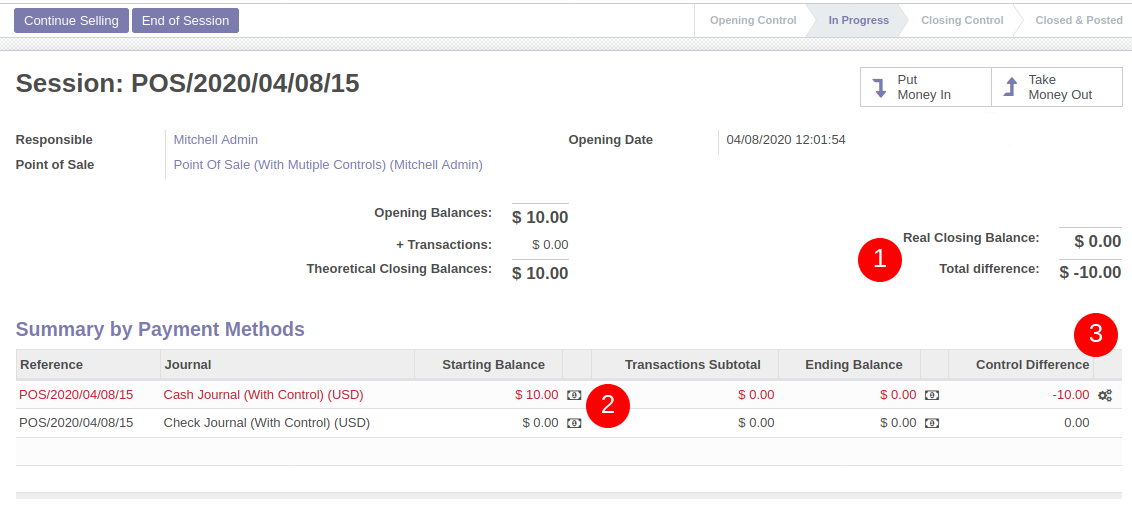 Continue Selling End of Session Opening Control In Progress Closing Control Closed & Posted
Session: POS/2020/04/08/15
Put
Money In
Take
Money Out
Responsible Mitchell Admin Opening Date 04/08/2020 12:01:54
Point of Sale Point Of Sale (With Mutiple Controls) (Mitchell Admin)
Opening Balances: $ 10.00
+ Transactions: $ 0.00
Theoretical Closing Balances: $ 10.00
Real Closing Balance: $ 0.00
1
Total difference: $ -10.00
Summary by Payment Methods
3
Reference Journal Starting Balance Transactions Subtotal Ending Balance Control Difference
POS/2020/04/08/15 Cash Journal (With Control) (USD) $ 10.00 $ 0.00 $ 0.00 -10.00
2
POS/2020/04/08/15 Check Journal (With Control) (USD) $ 0.00 $ 0.00 $ 0.00 0.00